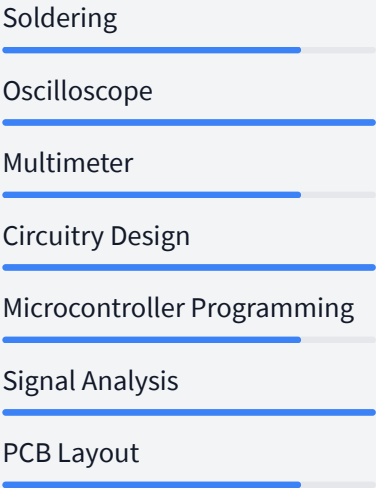 Soldering
Oscilloscope
Multimeter
Circuitry Design
Microcontroller Programming
Signal Analysis
PCB Layout